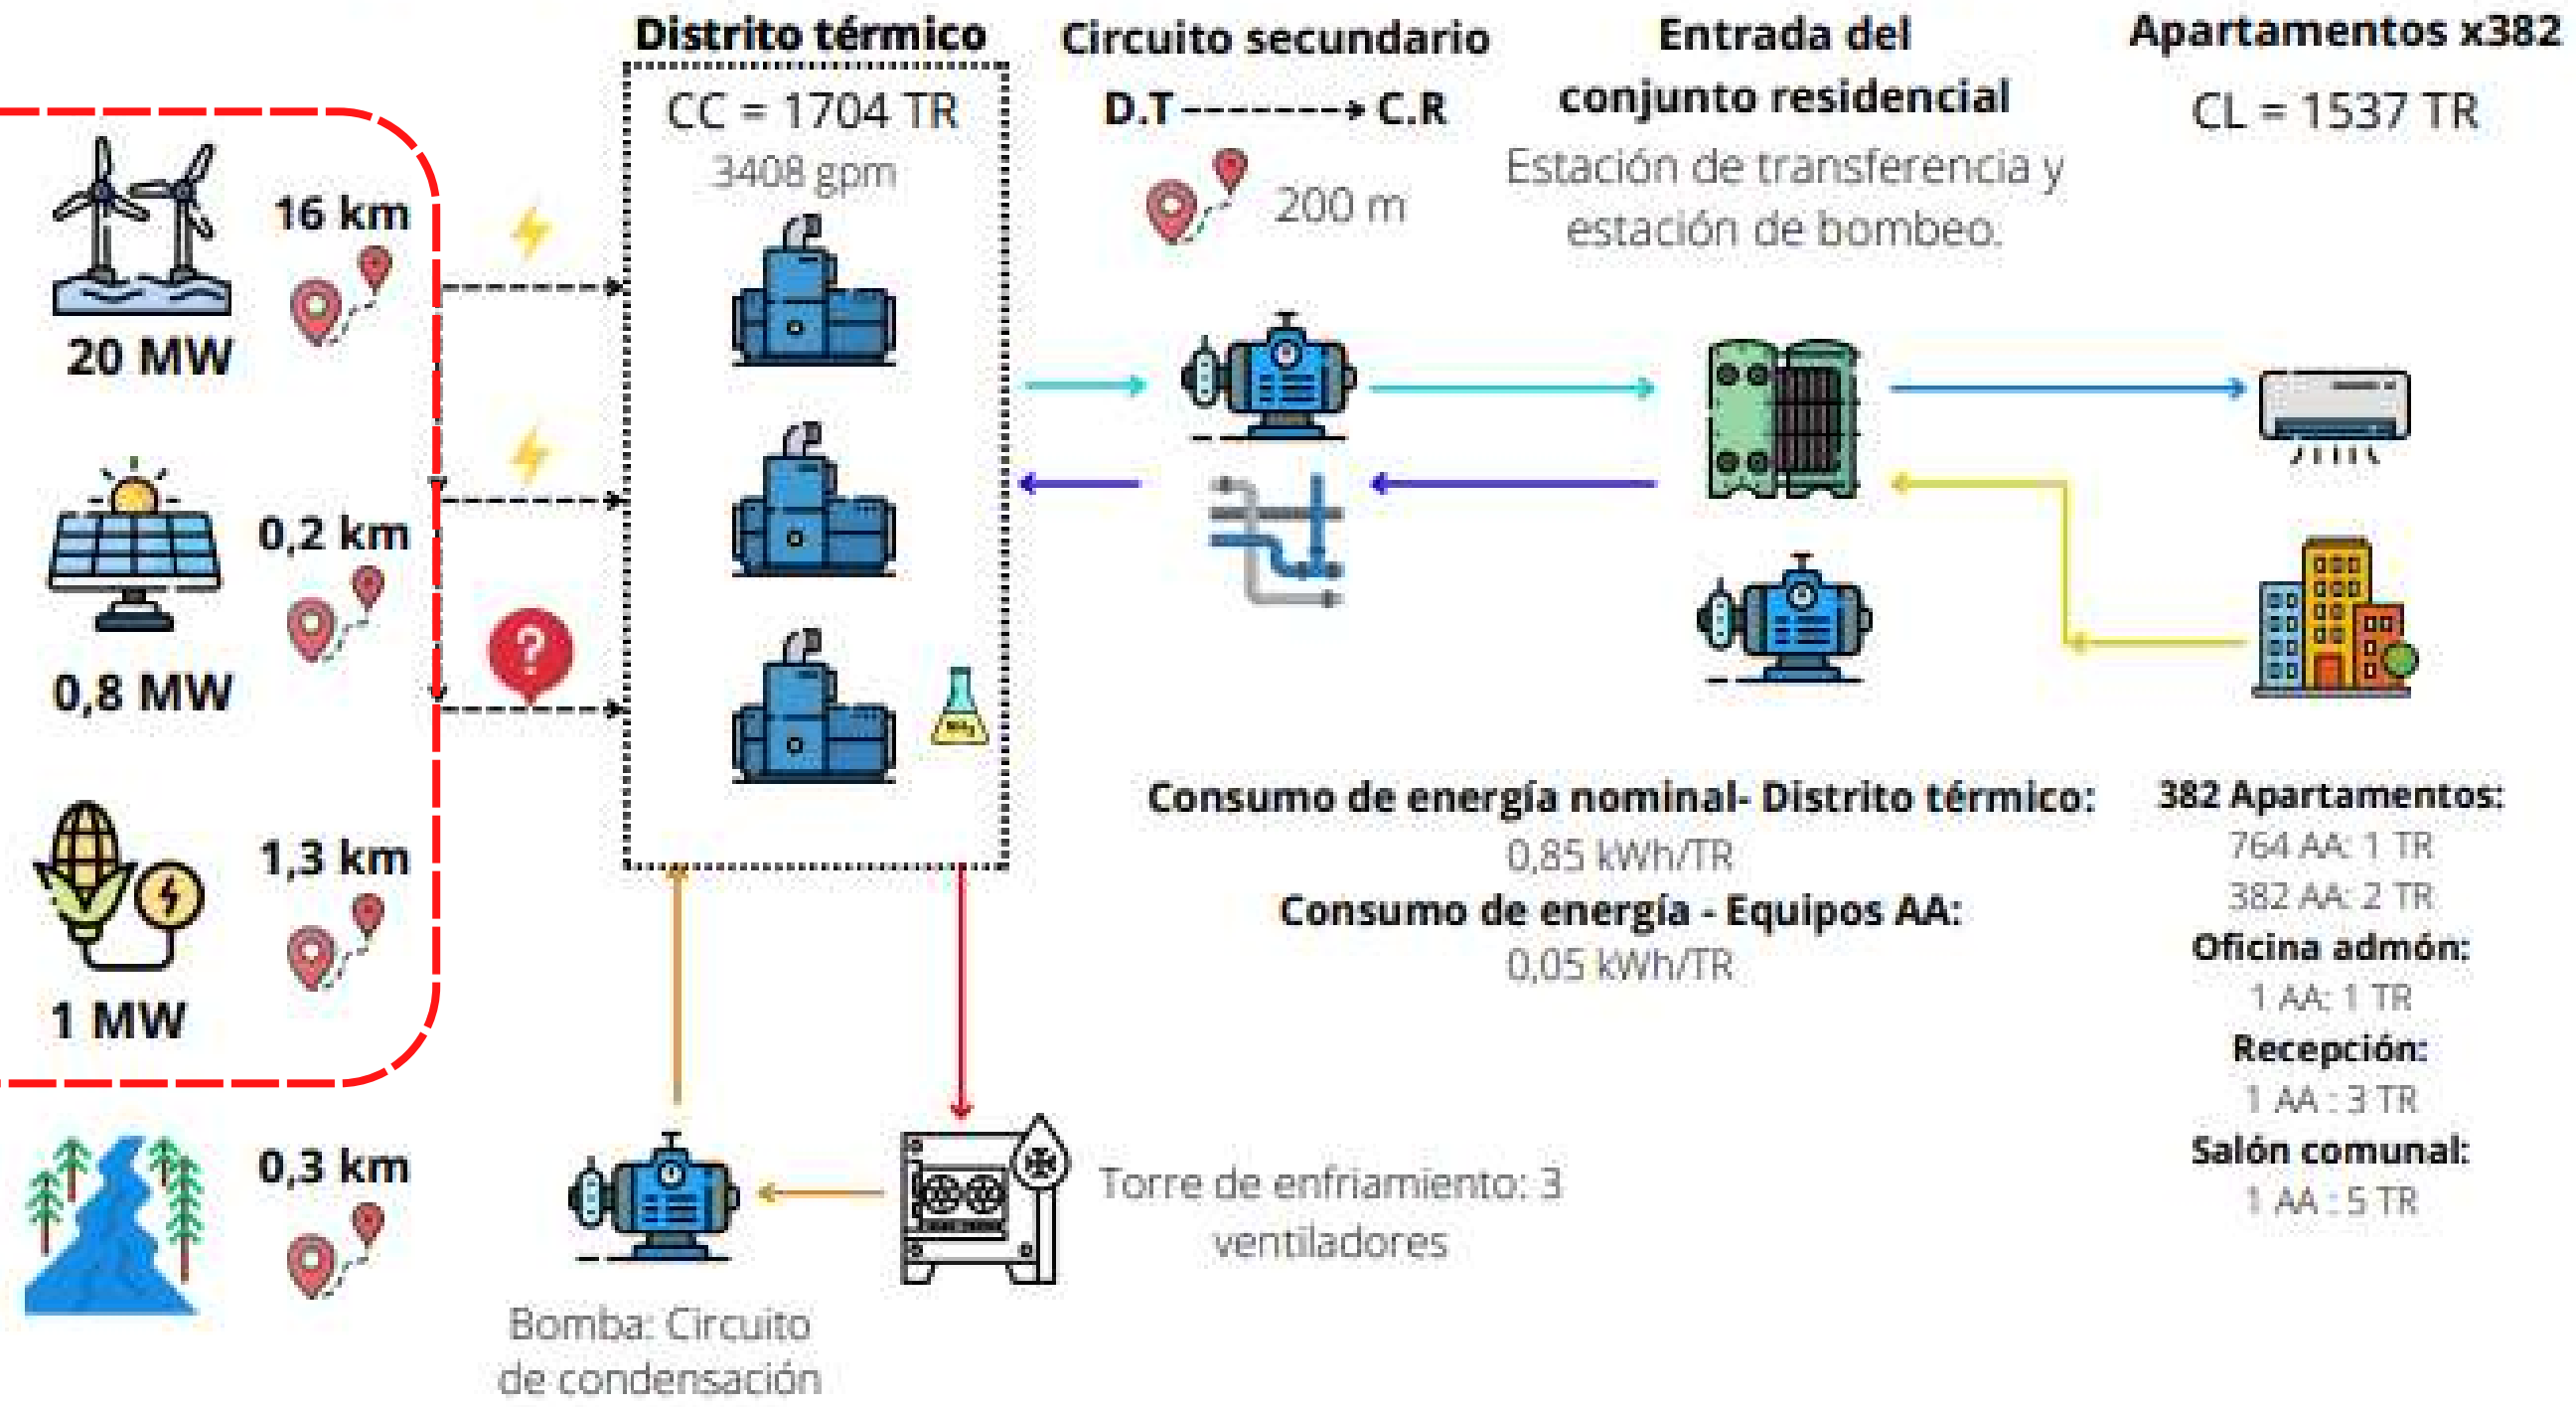 Distrito térmico
CC = 1704 TR
3408 gpm
Circuito secundario
D.T C.R
200 m
Entrada del
conjunto residencial
Estación de transferencia y
estación de bombeo.
Apartamentos x382
CL = 1537 TR
16 km
20 MW
0,2 km
0,8 MW
1,3 km
1 MW
0,3 km
?
NH3
Consumo de energía nominal- Distrito térmico:
0,85 kWh/TR
Consumo de energía - Equipos AA:
0,05 kWh/TR
382 Apartamentos:
764 AA: 1 TR
382 AA: 2 TR
Oficina admón:
1 AA: 1 TR
Recepción:
1 AA : 3 TR
Salón comunal:
1 AA : 5 TR
Torre de enfriamiento: 3
ventiladores
Bomba: Circuito
de condensación